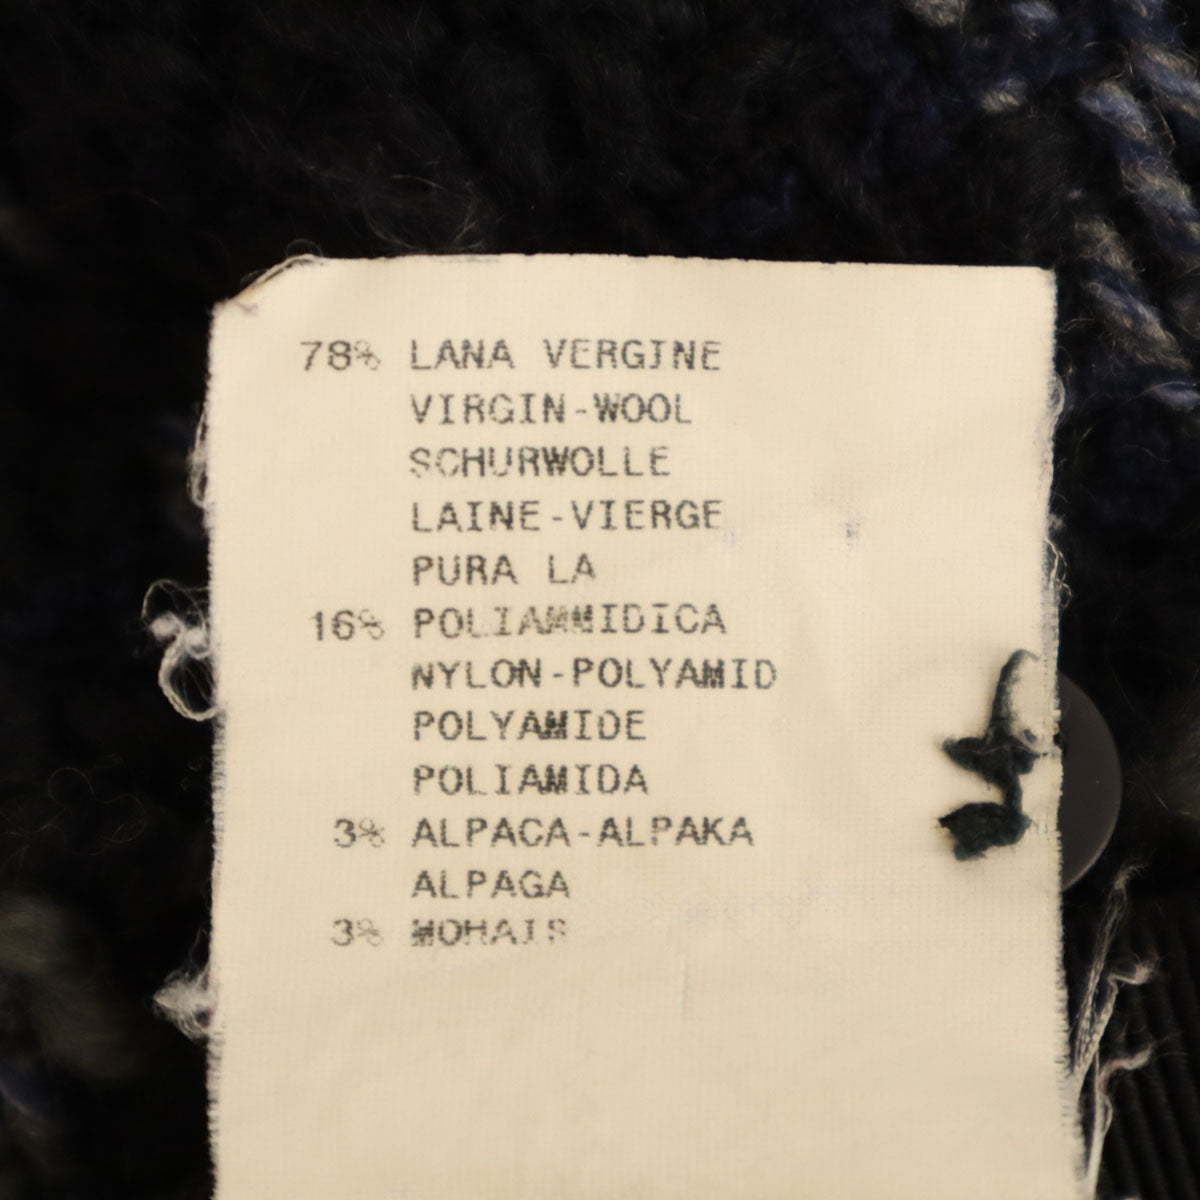 78% LANA VERGINE
VIRGIN-WOOL
SCHURWOLLE
LAINE-VIERGE
PURA LA
16% POLIAMMIDICA
NYLON-POLYAMID
POLYAMIDE
POLIAMIDA
3% ALPACA-ALPAKA
ALPAGA
3%